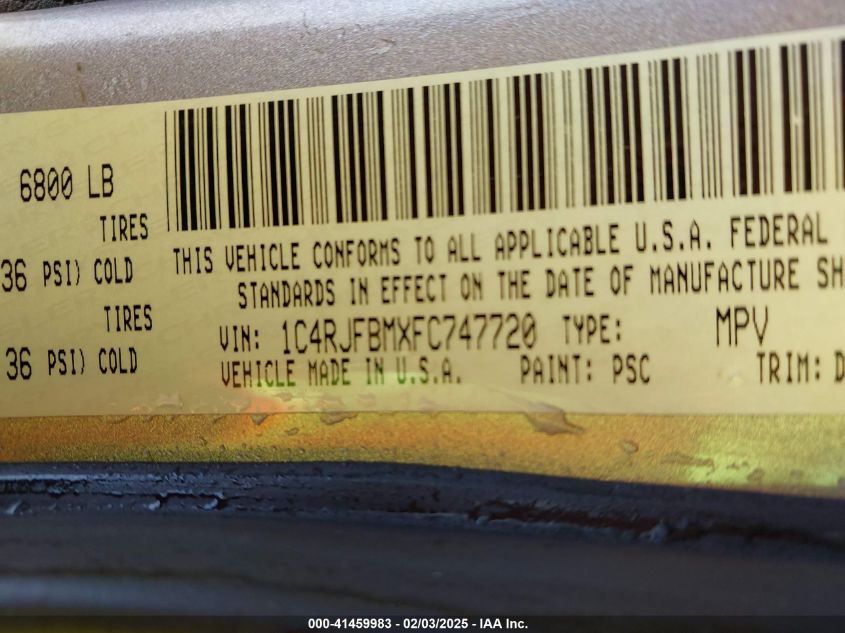 6800 LB
TIRES
36 PSI) COLD
TIRES
36 PSI) COLD
THIS VEHICLE CONFORMS TO ALL APPLICABLE U.S.A. FEDERAL
STANDARDS IN EFFECT ON THE DATE OF MANUFACTURE SH
VIN: 1C4RJFBMXFC747720 TYPE: MPV
VEHICLE MADE IN U.S.A. PAINT: PSC TRIM: D
000-41459983 - 02/03/2025 - IAA Inc.